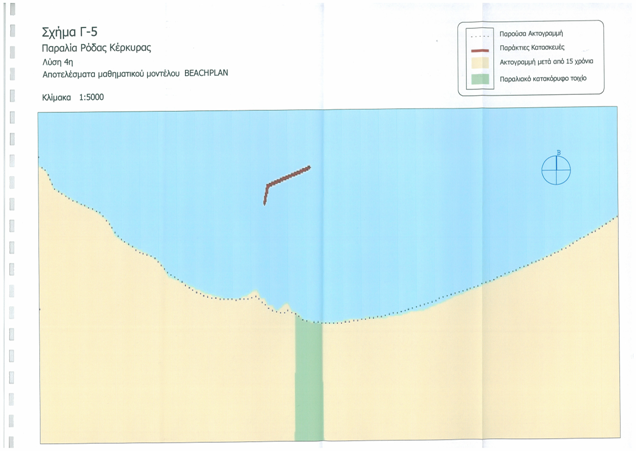 Σχήμα Γ-5
Παραλία Ρόδας Κέρκυρας
Λύση 4η
Αποτελέσματα μαθηματικού μοντέλου BEACHPLAN
Κλίμακα 1:5000
Παρούσα Ακτογραμμή
Παράκτιες Κατασκευές
Ακτογραμμή μετά από 15 χρόνια
Παραλιακό κατακόρυφο τοιχίο